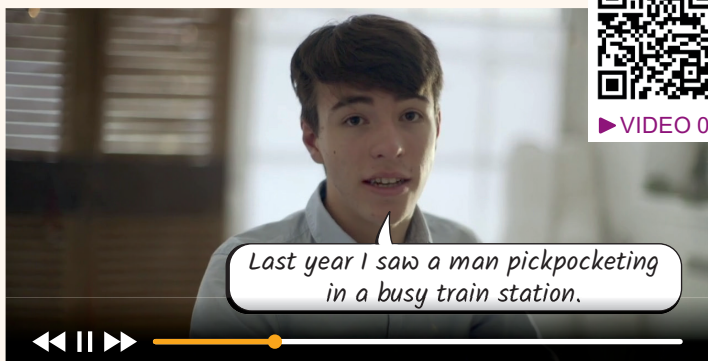 ▶VIDEO 0
Last year I saw a man pickpocketing
in a busy train station.